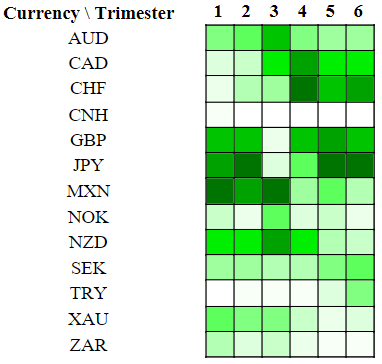 Currency \ Trimester 1 2 3 4 5 6
AUD
CAD
CHF
CNH
GBP
JPY
MXN
NOK
NZD
SEK
TRY
XAU
ZAR